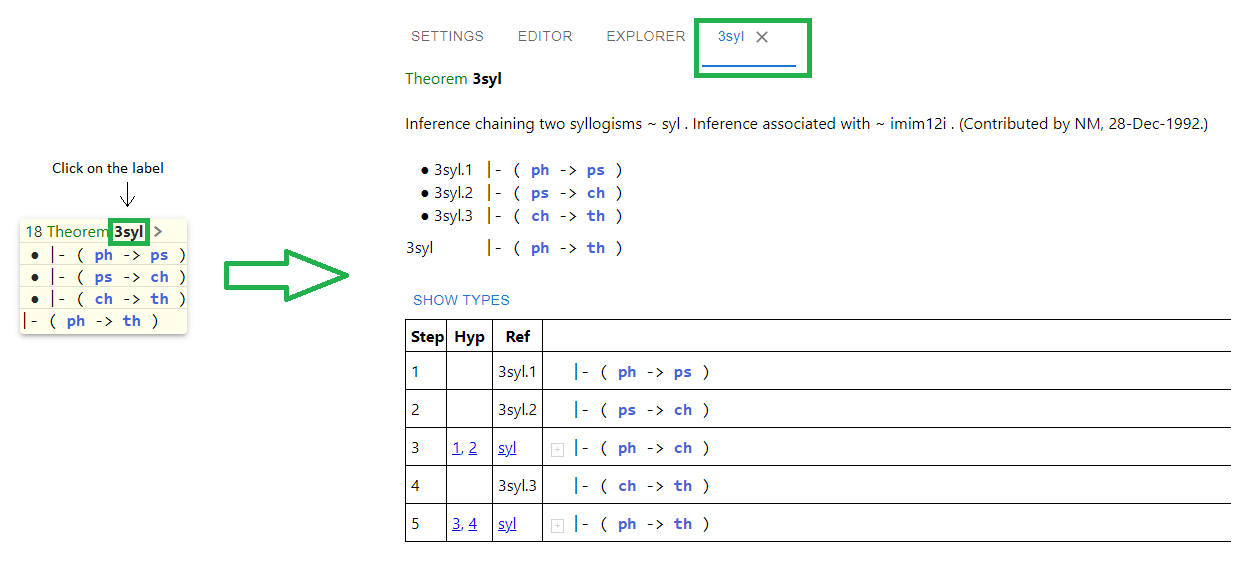 Click on the label
18 Theorem 3syl >
● |- ( ph -> ps )
● |- ( ps -> ch )
● |- ( ch -> th )
|- ( ph -> th )
SETTINGS EDITOR EXPLORER 3syl ×
Theorem 3syl
Inference chaining two syllogisms ~ syl . Inference associated with ~ imim12i . (Contributed by NM, 28-Dec-1992.)
● 3syl.1 |- ( ph -> ps )
● 3syl.2 |- ( ps -> ch )
● 3syl.3 |- ( ch -> th )
3syl |- ( ph -> th )
SHOW TYPES
Step Hyp Ref
1 3syl.1 |- ( ph -> ps )
2 3syl.2 |- ( ps -> ch )
3 1, 2 syl + |- ( ph -> ch )
4 3syl.3 |- ( ch -> th )
5 3, 4 syl + |- ( ph -> th )